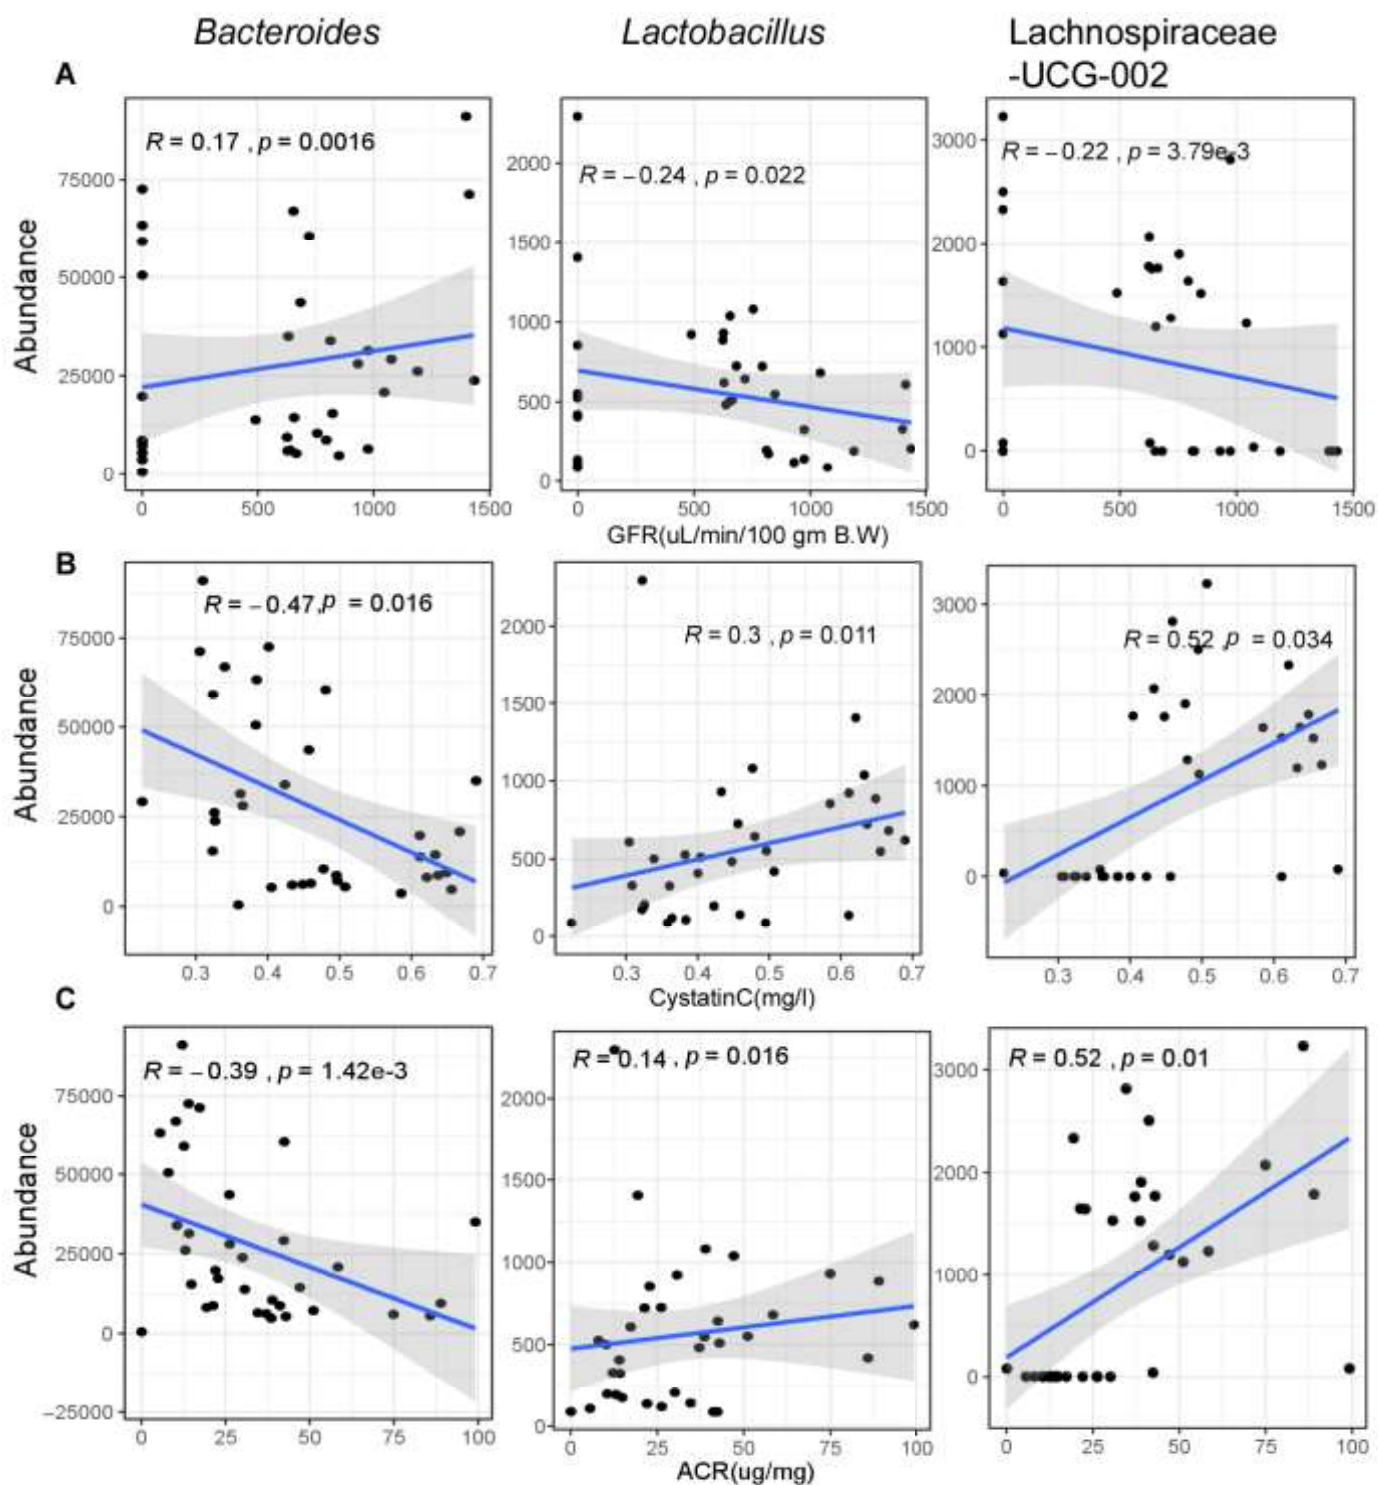 Bacteroides
Lactobacillus
Lachnospiraceae
-UCG-002
A
R = 0.17 , p = 0.0016
R = −0.24 , p = 0.022
R = −0.22 , p = 3.79e-3
Abundance
75000
50000
25000
0
2000
1500
1000
500
0
3000
2000
1000
0
0 500 1000 1500
0 500 1000 1500
0 500 1000 1500
GFR(uL/min/100 gm B.W)
B
R = −0.47,p = 0.016
R = 0.3 , p = 0.011
R = 0.52 ,p = 0.034
Abundance
75000
50000
25000
0
2000
1500
1000
500
0
3000
2000
1000
0
0.3 0.4 0.5 0.6 0.7
0.3 0.4 0.5 0.6 0.7
0.3 0.4 0.5 0.6 0.7
CystatinC(mg/l)
C
R = −0.39 , p = 1.42e-3
R = 0.14 , p = 0.016
R = 0.52 , p = 0.01
Abundance
75000
50000
25000
0
−25000
2000
1500
1000
500
0
3000
2000
1000
0
0 25 50 75 100
0 25 50 75 100
0 25 50 75 100
ACR(ug/mg)